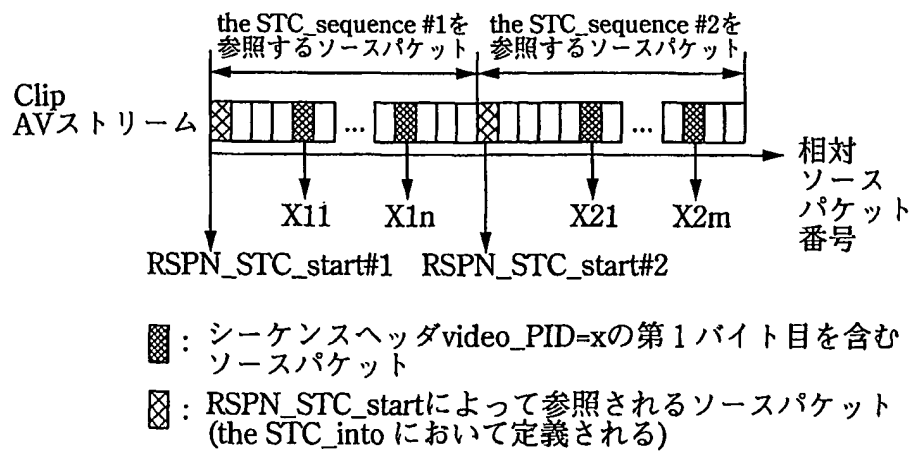 the STC_sequence #1を
参照するソースパケット
the STC_sequence #2を
参照するソースパケット
Clip
AVストリーム
...
...
相対
ソース
パケット
番号
X11
X1n
X21
X2m
RSPN_STC_start#1
RSPN_STC_start#2
: シーケンスヘッダvideo_PID=xの第1バイト目を含む
ソースパケット
: RSPN_STC_startによって参照されるソースパケット
(the STC_into において定義される)